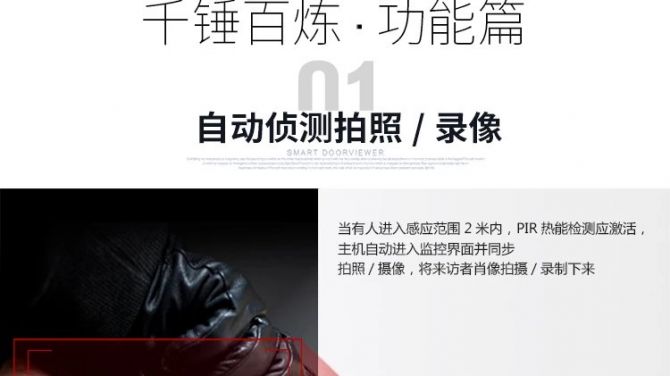 千锤百炼·功能篇
01
自动侦测拍照 / 录像
SMART DOORVIEWER
当有人进入感应范围 2 米内，PIR 热能检测应激活，
主机自动进入监控界面并同步
拍照 / 摄像，将来访者肖像拍摄 / 录制下来